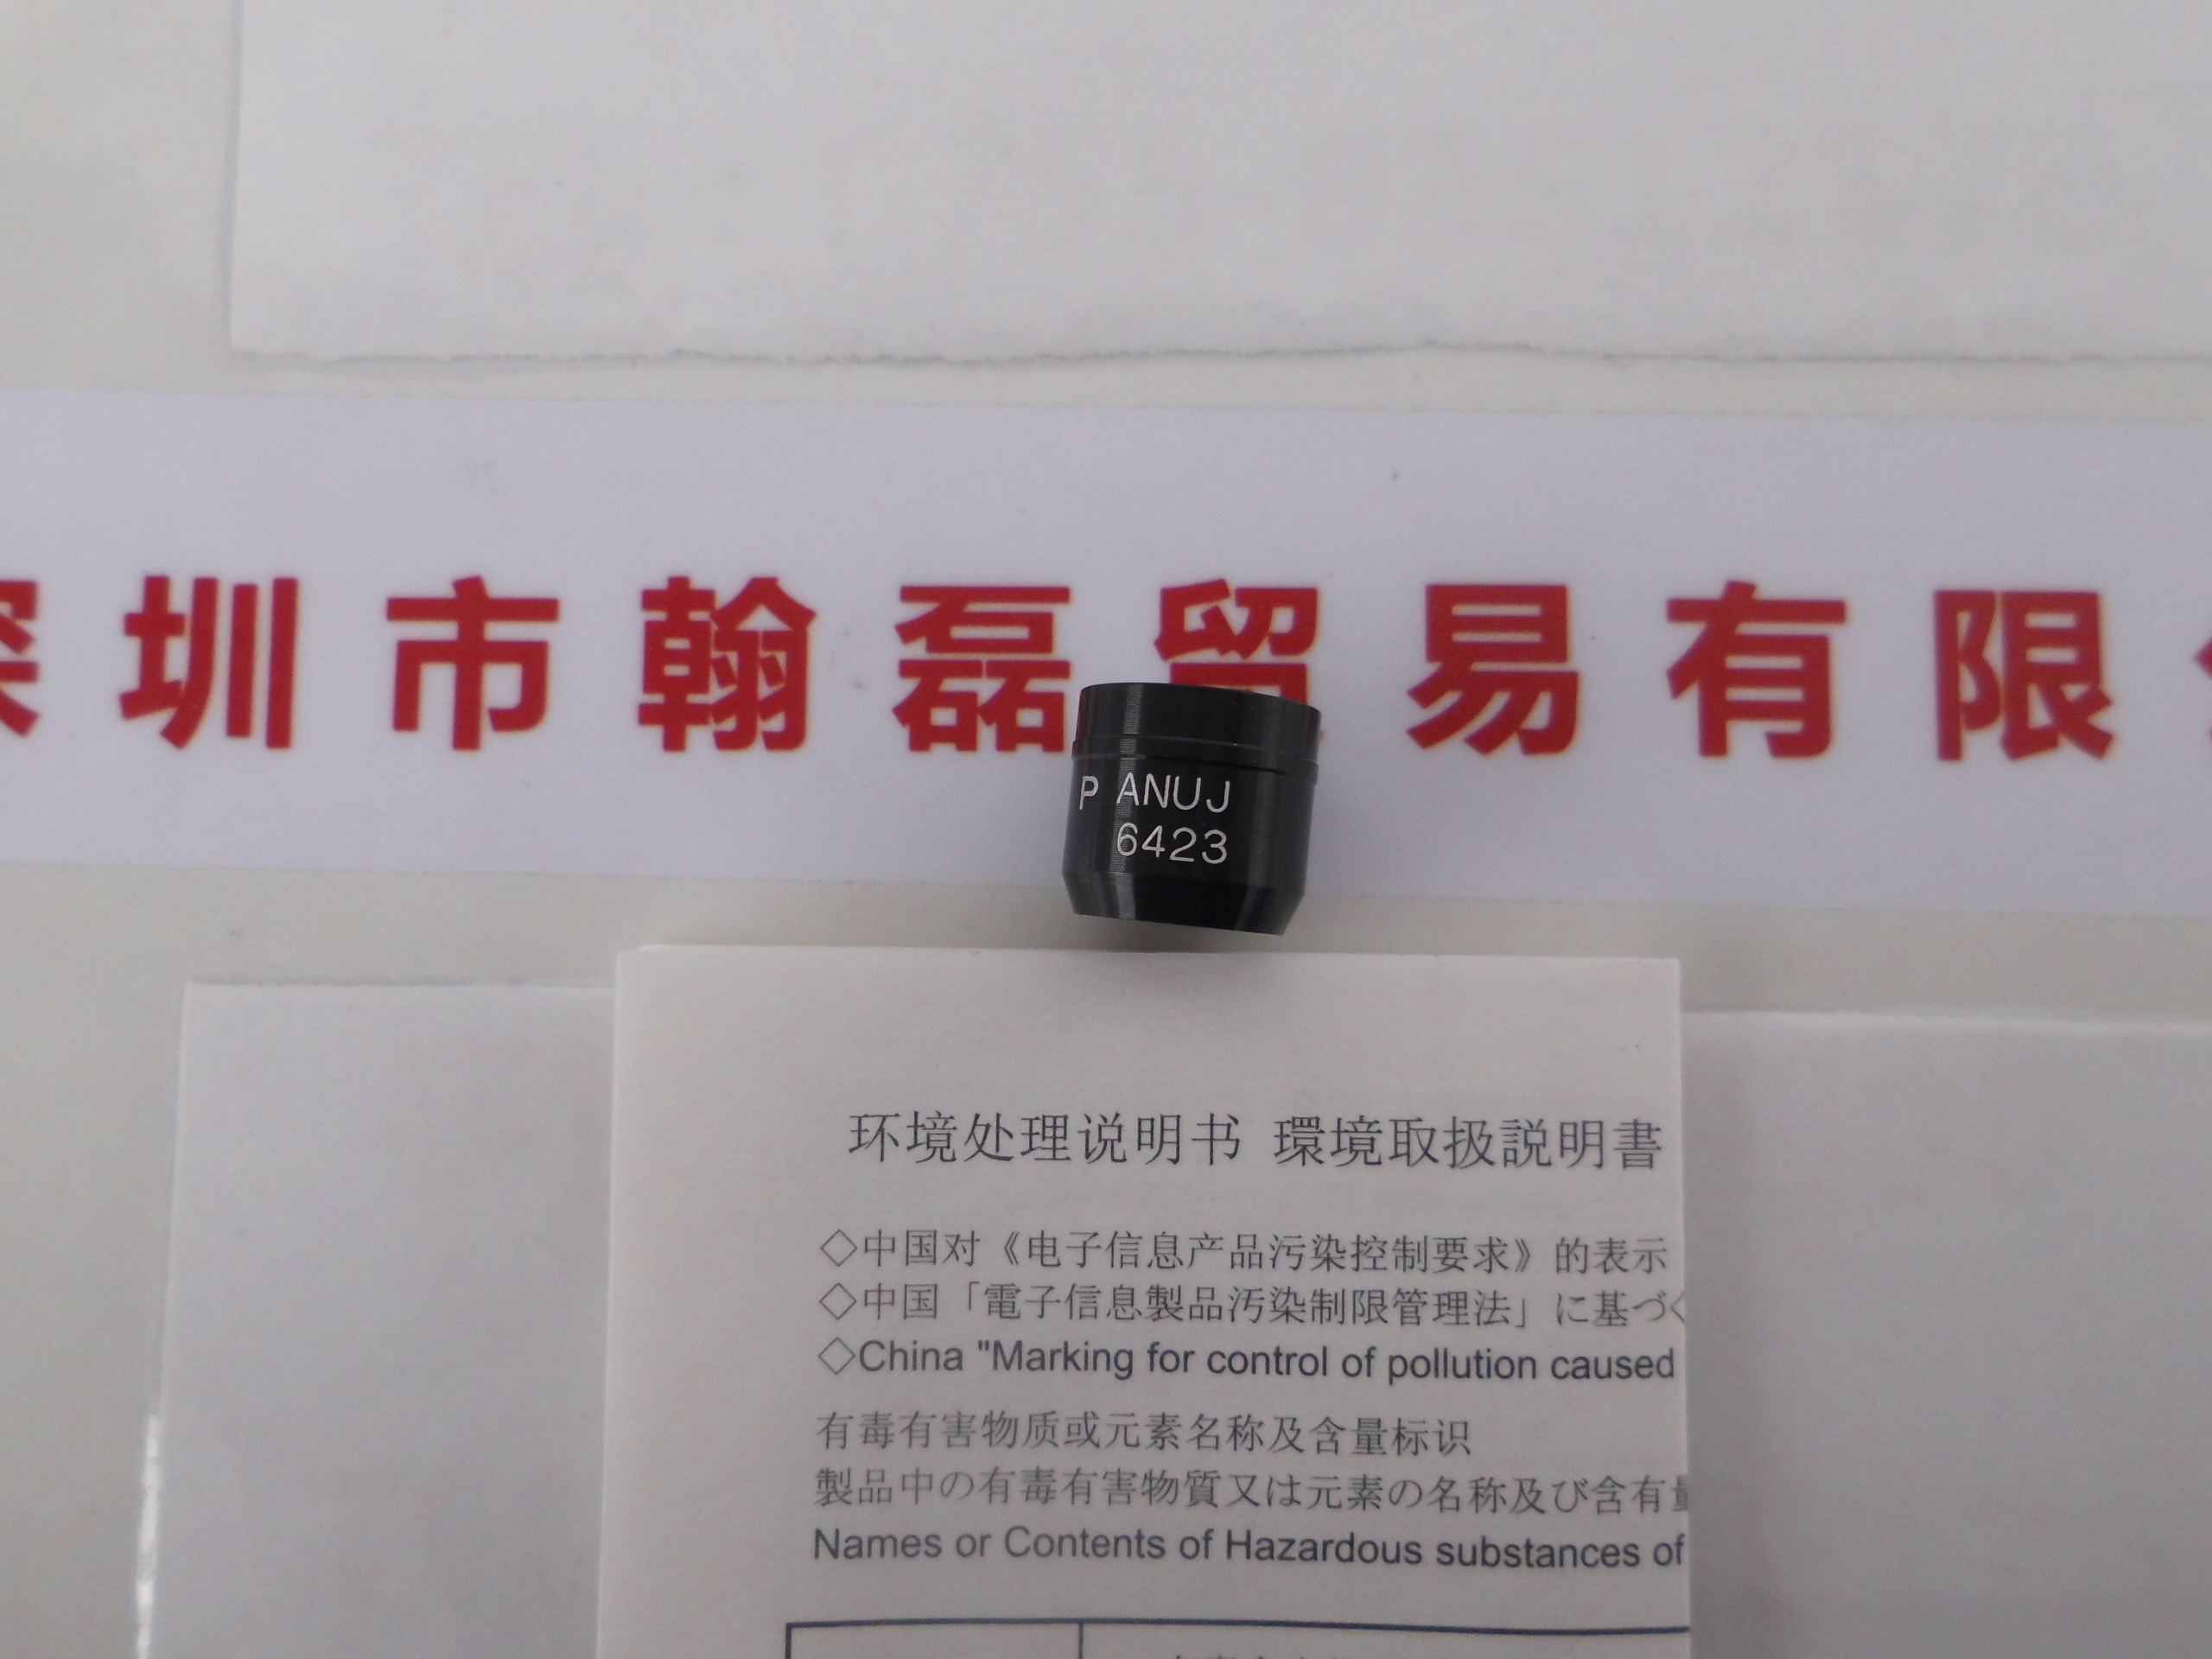 深圳市翰磊贸易有限
P ANUJ
6423
环境处理说明书 環境取扱説明書
◇中国对《电子信息产品污染控制要求》的表示
◇中国「電子信息製品汚染制限管理法」に基づく
◇China "Marking for control of pollution caused
有毒有害物质或元素名称及含量标识
製品中の有毒有害物質又は元素の名称及び含有量
Names or Contents of Hazardous substances of